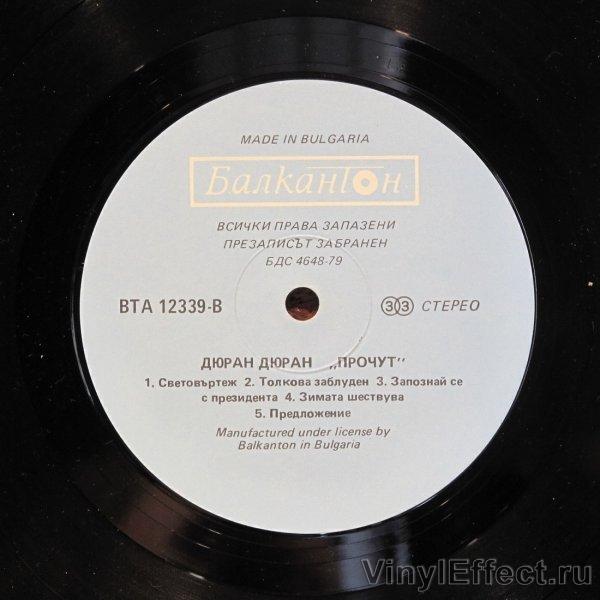 MADE IN BULGARIA
Балкантон
ВСИЧКИ ПРАВА ЗАПАЗЕНИ
ПРЕЗАПИСЪТ ЗАБРАНЕН
БДС 4648-79
ВТА 12339-В
33 СТЕРЕО
ДЮРАН ДЮРАН „ПРОЧУТ"
1. Световъртеж 2. Толкова заблуден 3. Запознай се
с президента 4. Зимата шествува
5. Предложение
Manufactured under license by
Balkanton in Bulgaria
VinylEffect.ru